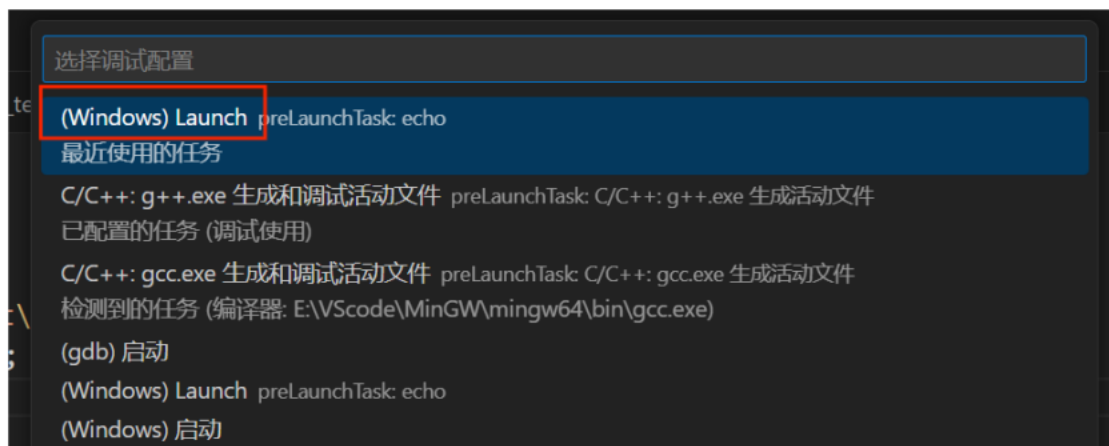 选择调试配置
_te
(Windows) Launch preLaunchTask: echo
最近使用的任务
C/C++: g++.exe 生成和调试活动文件 preLaunchTask: C/C++: g++.exe 生成活动文件
已配置的任务 (调试使用)
C/C++: gcc.exe 生成和调试活动文件 preLaunchTask: C/C++: gcc.exe 生成活动文件
检测到的任务 (编译器: E:\VScode\MinGW\mingw64\bin\gcc.exe)
:\
(gdb) 启动
;
(Windows) Launch preLaunchTask: echo
(Windows) 启动